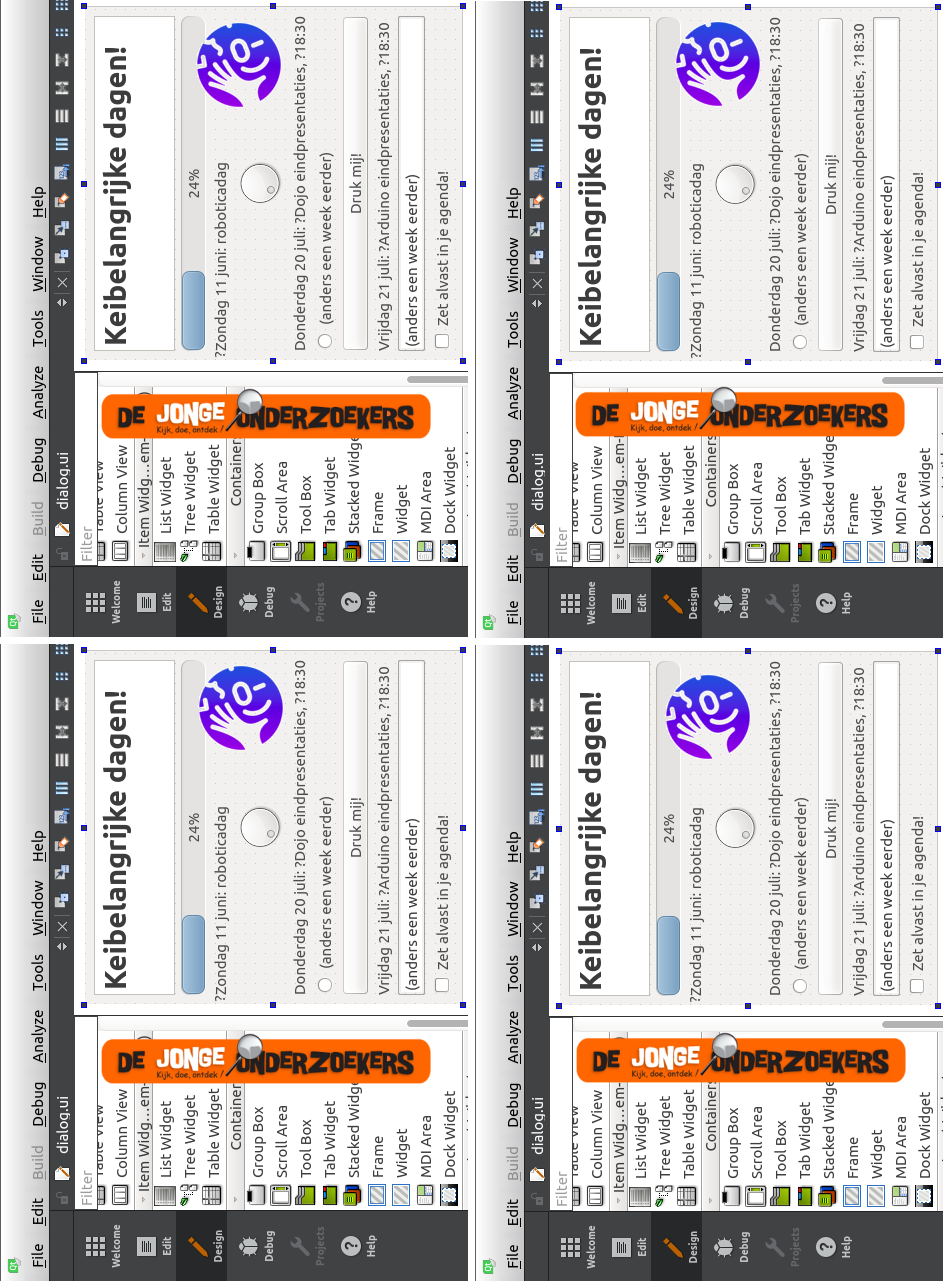 File Edit Build Debug Analyze Tools Window Help
dialog.ui
Welcome
Edit
Design
Debug
Projects
Help
Filter
Column View
Item Widg...em-
List Widget
Tree Widget
Table Widget
Containers
Group Box
Scroll Area
Tool Box
Tab Widget
Stacked Widge
Frame
Widget
MDI Area
Dock Widget
DE JONGE ONDERZOEKERS
Kijk, doe, ontdek !
Keibelangrijke dagen!
24%
?Zondag 11 juni: roboticadag
Donderdag 20 juli: ?Dojo eindpresentaties, ?18:30
(anders een week eerder)
Druk mij!
Vrijdag 21 juli: ?Arduino eindpresentaties, ?18:30
(anders een week eerder)
Zet alvast in je agenda!
File Edit Build Debug Analyze Tools Window Help
dialog.ui
Welcome
Edit
Design
Debug
Projects
Help
Filter
Column View
Item Widg...em-
List Widget
Tree Widget
Table Widget
Containers
Group Box
Scroll Area
Tool Box
Tab Widget
Stacked Widge
Frame
Widget
MDI Area
Dock Widget
DE JONGE ONDERZOEKERS
Kijk, doe, ontdek !
Keibelangrijke dagen!
24%
?Zondag 11 juni: roboticadag
Donderdag 20 juli: ?Dojo eindpresentaties, ?18:30
(anders een week eerder)
Druk mij!
Vrijdag 21 juli: ?Arduino eindpresentaties, ?18:30
(anders een week eerder)
Zet alvast in je agenda!
File Edit Build Debug Analyze Tools Window Help
dialog.ui
Welcome
Edit
Design
Debug
Projects
Help
Filter
Column View
Item Widg...em-
List Widget
Tree Widget
Table Widget
Containers
Group Box
Scroll Area
Tool Box
Tab Widget
Stacked Widge
Frame
Widget
MDI Area
Dock Widget
DE JONGE ONDERZOEKERS
Kijk, doe, ontdek !
Keibelangrijke dagen!
24%
?Zondag 11 juni: roboticadag
Donderdag 20 juli: ?Dojo eindpresentaties, ?18:30
(anders een week eerder)
Druk mij!
Vrijdag 21 juli: ?Arduino eindpresentaties, ?18:30
(anders een week eerder)
Zet alvast in je agenda!
File Edit Build Debug Analyze Tools Window Help
dialog.ui
Welcome
Edit
Design
Debug
Projects
Help
Filter
Column View
Item Widg...em-
List Widget
Tree Widget
Table Widget
Containers
Group Box
Scroll Area
Tool Box
Tab Widget
Stacked Widge
Frame
Widget
MDI Area
Dock Widget
DE JONGE ONDERZOEKERS
Kijk, doe, ontdek !
Keibelangrijke dagen!
24%
?Zondag 11 juni: roboticadag
Donderdag 20 juli: ?Dojo eindpresentaties, ?18:30
(anders een week eerder)
Druk mij!
Vrijdag 21 juli: ?Arduino eindpresentaties, ?18:30
(anders een week eerder)
Zet alvast in je agenda!